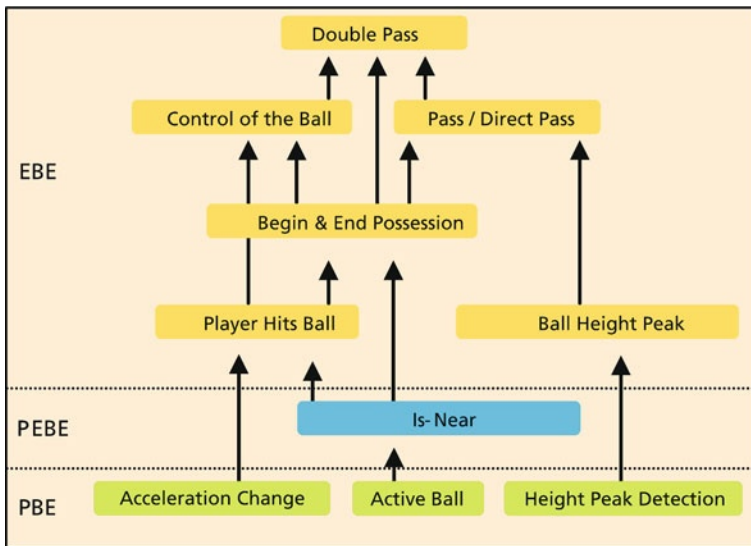 Double Pass
Control of the Ball
Pass / Direct Pass
EBE
Begin & End Possession
Player Hits Ball
Ball Height Peak
PEBE
Is-Near
PBE
Acceleration Change
Active Ball
Height Peak Detection